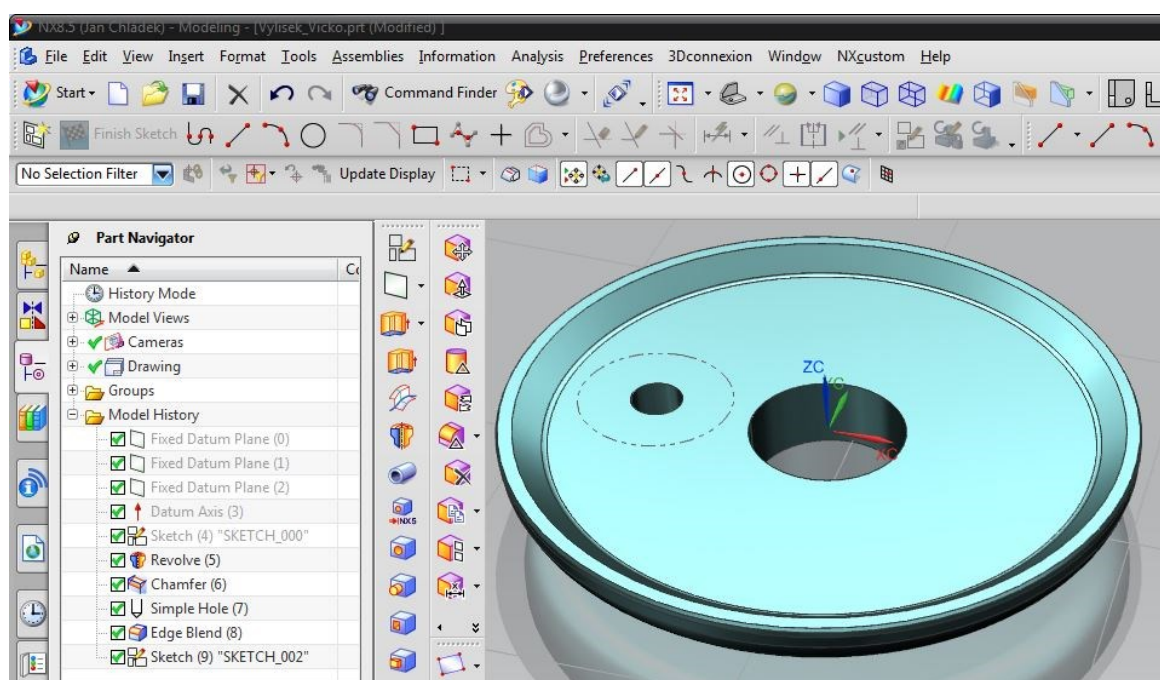 NX8.5 (Jan Chladek) - Modeling - [Vylisek_Vicko.prt (Modified) ]
File Edit View Insert Format Tools Assemblies Information Analysis Preferences 3Dconnexion Window NXcustom Help
Start Command Finder
Finish Sketch
No Selection Filter Update Display
Part Navigator
Name
History Mode
Model Views
Cameras
Drawing
Groups
Model History
Fixed Datum Plane (0)
Fixed Datum Plane (1)
Fixed Datum Plane (2)
Datum Axis (3)
Sketch (4) "SKETCH_000"
Revolve (5)
Chamfer (6)
Simple Hole (7)
Edge Blend (8)
Sketch (9) "SKETCH_002"
NX5
ZC
YC
XC